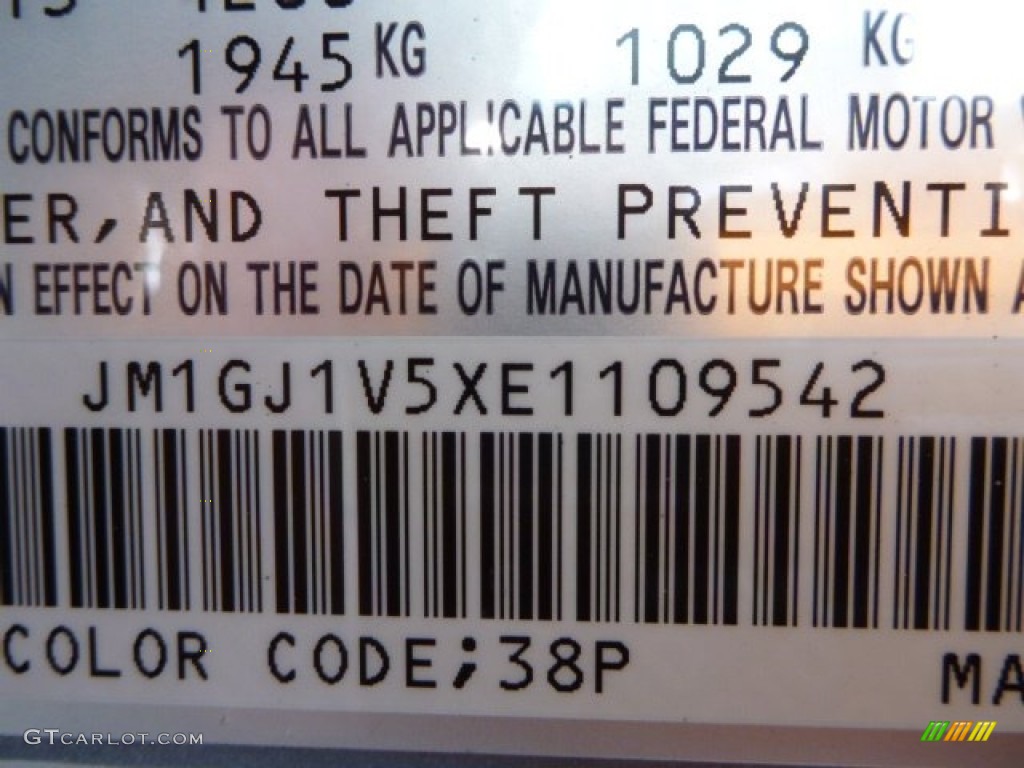 1945 KG 1029 KG
CONFORMS TO ALL APPLICABLE FEDERAL MOTOR
ER, AND THEFT PREVENTI
N EFFECT ON THE DATE OF MANUFACTURE SHOWN A
JM1GJ1V5XE1109542
COLOR CODE;38P MA
GTCARLOT.COM